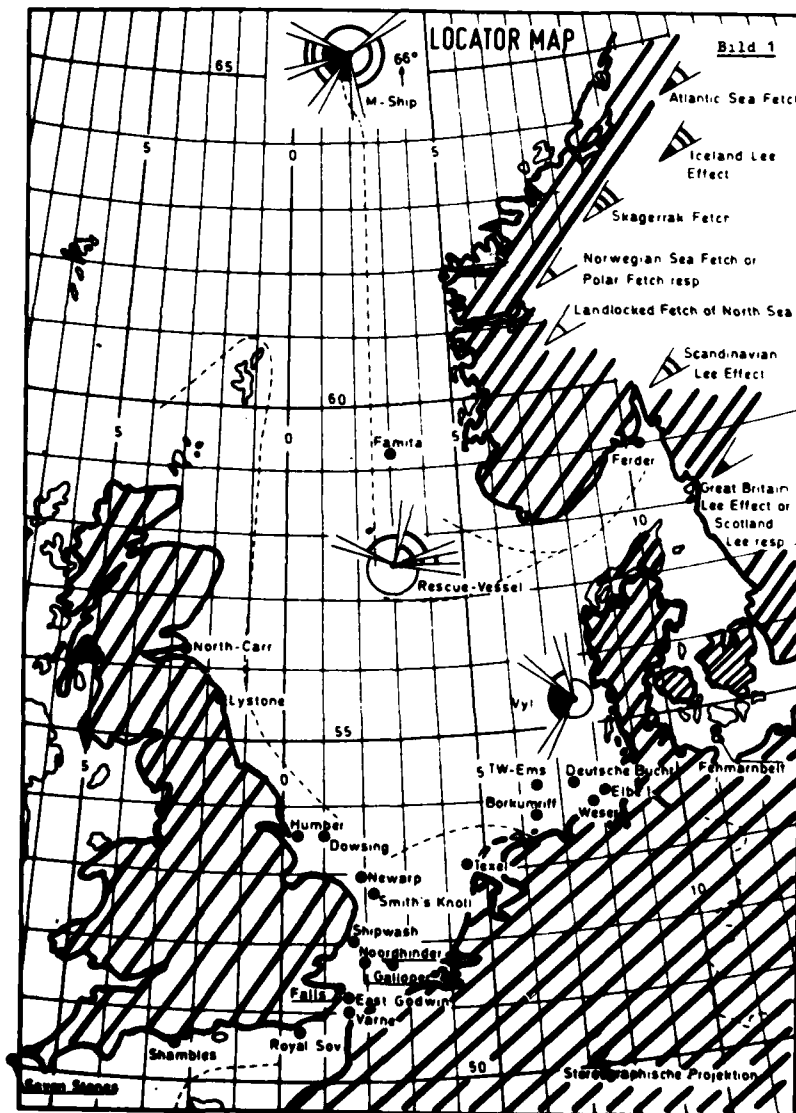 LOCATOR MAP
Bild 1
65
66°
M-Ship
5
0
5
Atlantic Sea Fetch
Iceland Lee
Effect
Skagerrak Fetch
Norwegian Sea Fetch or
Polar Fetch resp
Landlocked Fetch of North Sea
Scandinavian
Lee Effect
60
5
0
5
Famita
Ferder
Great Britain
Lee Effect or
Scotland
Lee resp
10
Rescue-Vessel
North-Carr
Lystone
Vyl
55
5
0
5
TW-Ems
Deutsche Bucht
Fehmarnbelt
Elbe 1
Borkumriff
Weser
Humber
Dowsing
Texel
Newarp
10
Smith's Knoll
Shipwash
Noordhinder
Galloper
Falls
East Godwin
Varne
Royal Sov.
Shambles
50
Stereographische Projektion
Seven Stones